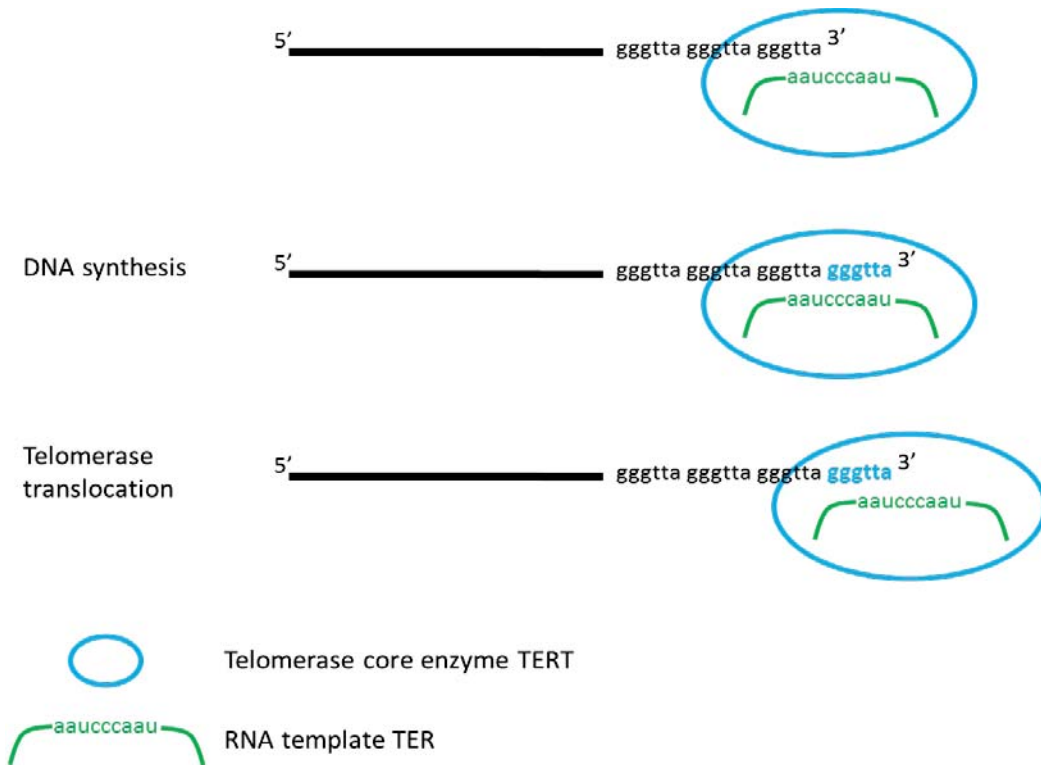 5’ gggtta gggtta gggtta 3’
aaucccaau
DNA synthesis 5’ gggtta gggtta gggtta gggtta 3’
aaucccaau
Telomerase
translocation 5’ gggtta gggtta gggtta gggtta 3’
aaucccaau
Telomerase core enzyme TERT
aaucccaau
RNA template TER